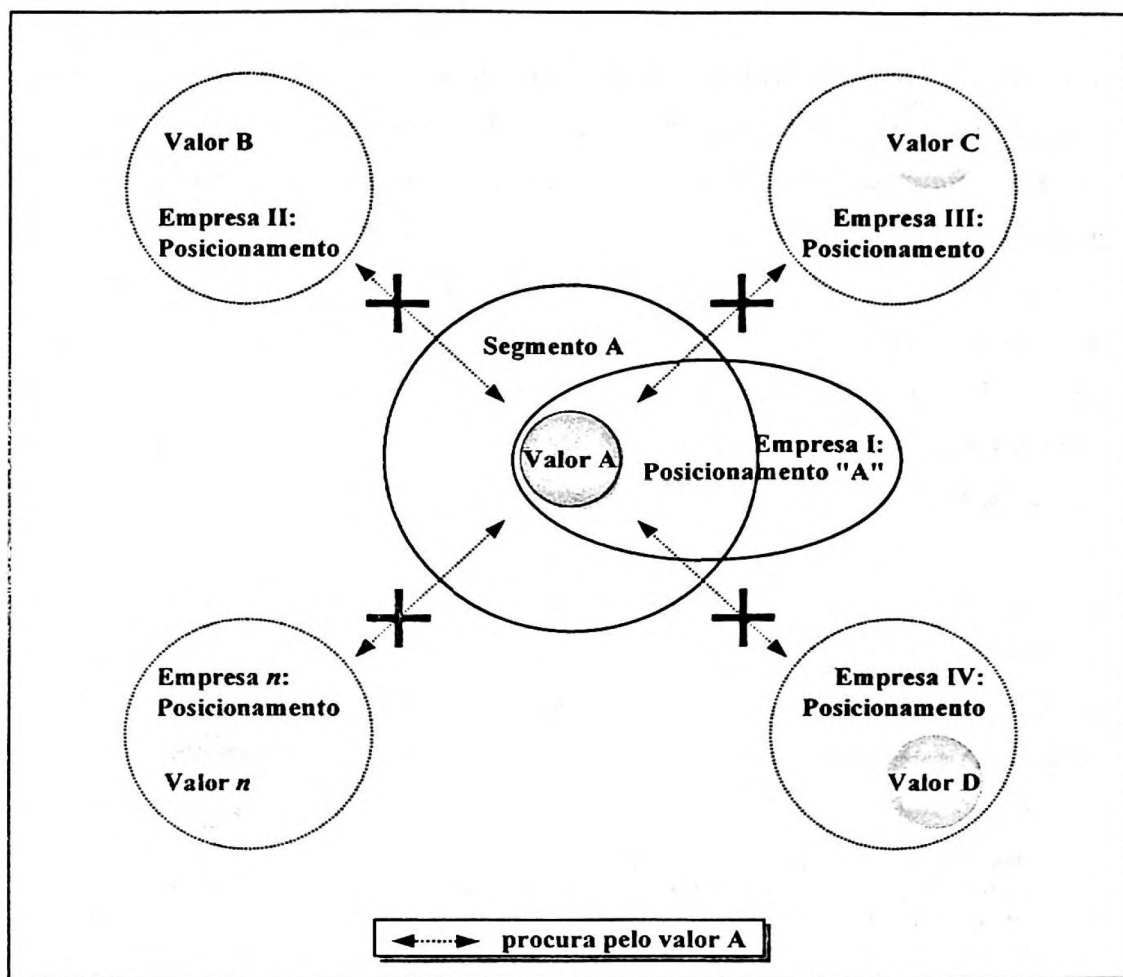 Valor B
Empresa II:
Posicionamento
Valor C
Empresa III:
Posicionamento
Segmento A
Valor A
Empresa I:
Posicionamento "A"
Empresa n:
Posicionamento
Valor n
Empresa IV:
Posicionamento
Valor D
procura pelo valor A